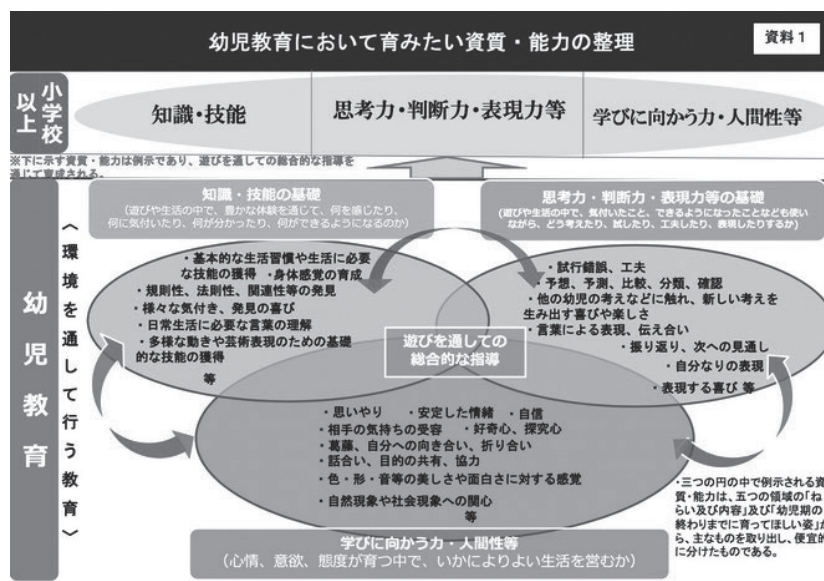 幼児教育において育みたい資質・能力の整理
資料1
小学校
以上
知識・技能
思考力・判断力・表現力等
学びに向かう力・人間性等
※下に示す資質・能力は例示であり、遊びを通しての総合的な指導を
通じて育成される。
知識・技能の基礎
(遊びや生活の中で、豊かな体験を通じて、何を感じたり、
何に気付いたり、何が分かったり、何ができるようになるのか)
思考力・判断力・表現力等の基礎
(遊びや生活の中で、気付いたこと、できるようになったことなども使い
ながら、どう考えたり、試したり、工夫したり、表現したりするか)
幼児教育
〈環境を通して行う教育〉
・基本的な生活習慣や生活に必要
な技能の獲得 ・身体感覚の育成
・規則性、法則性、関連性等の発見
・様々な気付き、発見の喜び
・日常生活に必要な言葉の理解
・多様な動きや芸術表現のための基礎
的な技能の獲得
等
・試行錯誤、工夫
・予想、予測、比較、分類、確認
・他の幼児の考えなどに触れ、新しい考えを
生み出す喜びや楽しさ
・言葉による表現、伝え合い
・振り返り、次への見通し
・自分なりの表現
・表現する喜び 等
遊びを通しての
総合的な指導
・思いやり ・安定した情緒 ・自信
・相手の気持ちの受容 ・好奇心、探究心
・葛藤、自分への向き合い、折り合い
・話合い、目的の共有、協力
・色・形・音等の美しさや面白さに対する感覚
・自然現象や社会現象への関心
等
・三つの円の中で例示される資
質・能力は、五つの領域の「ね
らい及び内容」及び「幼児期の
終わりまでに育ってほしい姿」か
ら、主なものを取り出し、便宜的
に分けたものである。
学びに向かう力・人間性等
(心情、意欲、態度が育つ中で、いかによりよい生活を営むか)